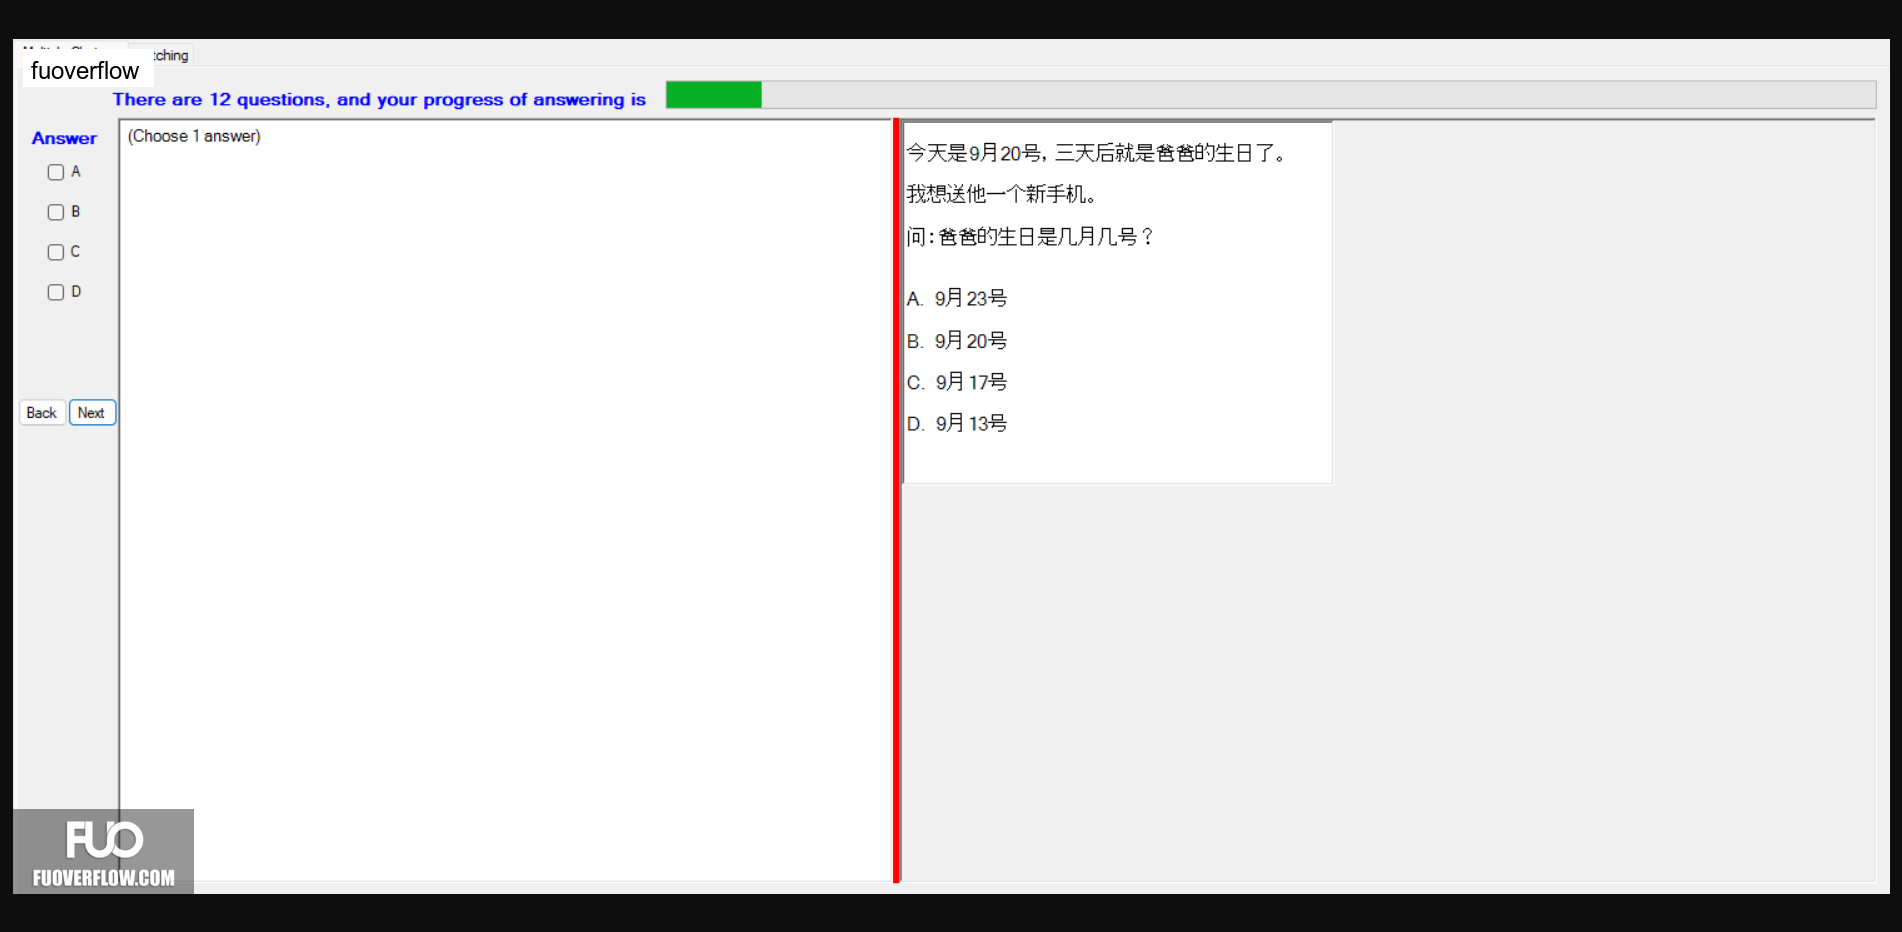 ching
fuoverflow
There are 12 questions, and your progress of answering is
Answer
(Choose 1 answer)
A
B
C
D
Back
Next
今天是9月20号，三天后就是爸爸的生日了。
我想送他一个新手机。
问：爸爸的生日是几月几号？
A. 9月23号
B. 9月20号
C. 9月17号
D. 9月13号
FUO
FUOVERFLOW.COM